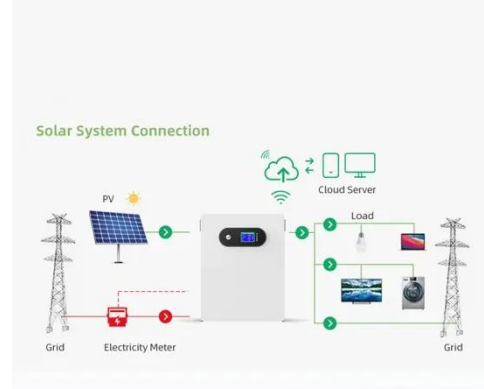 Solar System Connection
Cloud Server
PV
Load
Grid
Electricity Meter
Grid